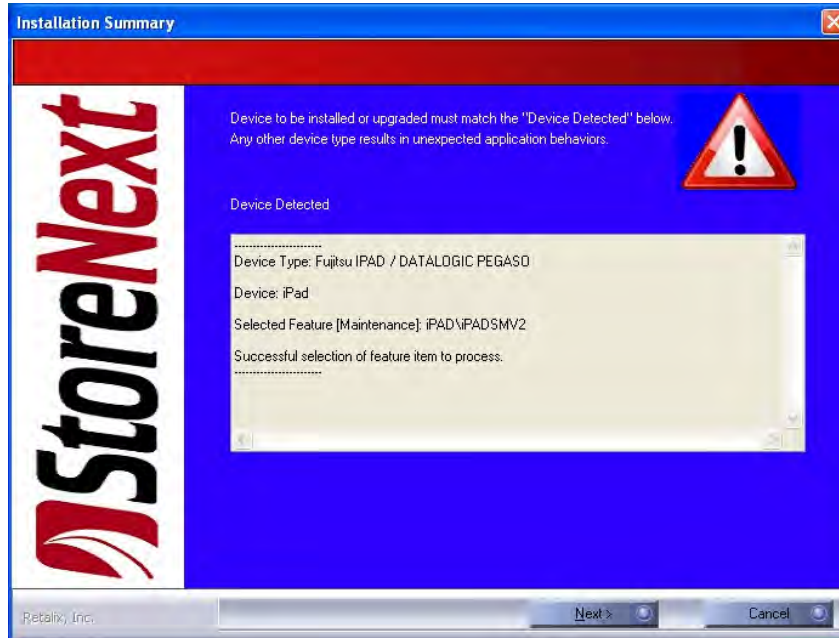 Installation Summary
StoreNext
Device to be installed or upgraded must match the "Device Detected" below.
Any other device type results in unexpected application behaviors.
Device Detected
------------------------
Device Type: Fujitsu IPAD / DATALOGIC PEGASO
Device: iPad
Selected Feature [Maintenance]: iPAD\iPADSMV2
Successful selection of feature item to process.
------------------------
Retalix, Inc.
Next >
Cancel